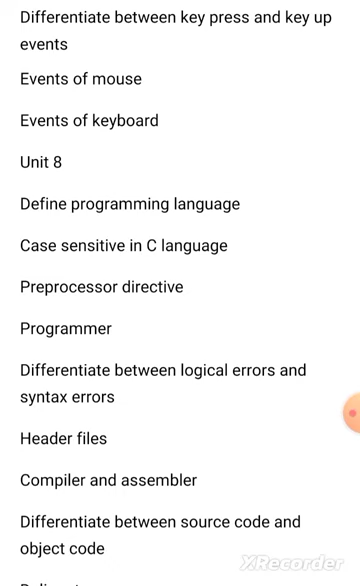 Differentiate between key press and key up
events
Events of mouse
Events of keyboard
Unit 8
Define programming language
Case sensitive in C language
Preprocessor directive
Programmer
Differentiate between logical errors and
syntax errors
Header files
Compiler and assembler
Differentiate between source code and
object code
XRecorder